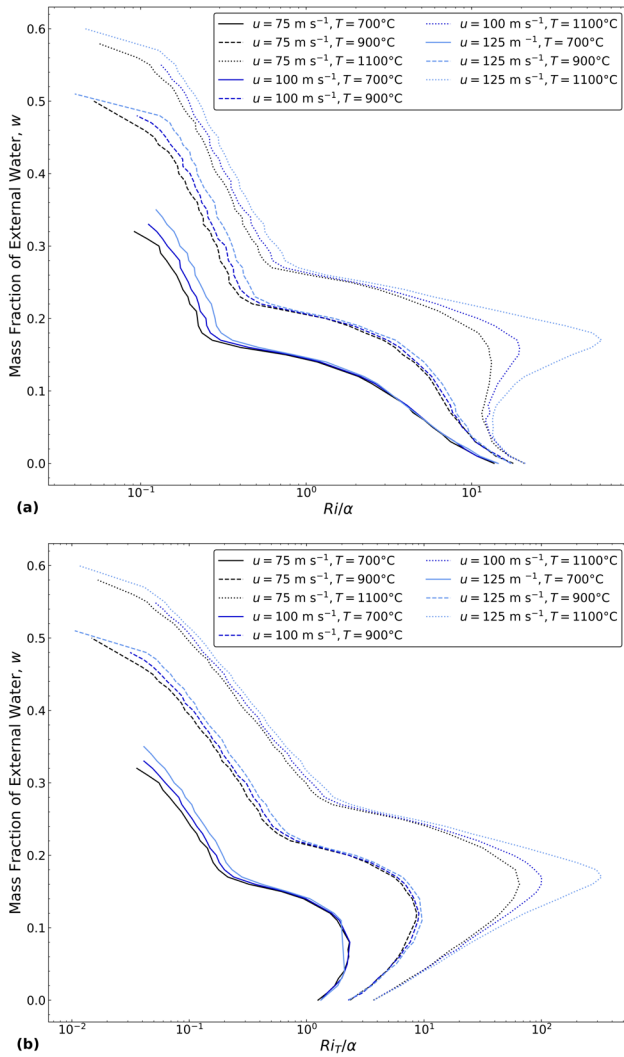 0.6
0.5
0.4
0.3
0.2
0.1
0.0
Mass Fraction of External Water, w
u = 75 m s⁻¹, T = 700°C
u = 75 m s⁻¹, T = 900°C
u = 75 m s⁻¹, T = 1100°C
u = 100 m s⁻¹, T = 700°C
u = 100 m s⁻¹, T = 900°C
u = 100 m s⁻¹, T = 1100°C
u = 125 m ⁻¹, T = 700°C
u = 125 m s⁻¹, T = 900°C
u = 125 m s⁻¹, T = 1100°C
10⁻¹
10⁰
10¹
(a)
Ri/α
0.6
0.5
0.4
0.3
0.2
0.1
0.0
Mass Fraction of External Water, w
u = 75 m s⁻¹, T = 700°C
u = 75 m s⁻¹, T = 900°C
u = 75 m s⁻¹, T = 1100°C
u = 100 m s⁻¹, T = 700°C
u = 100 m s⁻¹, T = 900°C
u = 100 m s⁻¹, T = 1100°C
u = 125 m ⁻¹, T = 700°C
u = 125 m s⁻¹, T = 900°C
u = 125 m s⁻¹, T = 1100°C
10⁻²
10⁻¹
10⁰
10¹
10²
(b)
Ri_T/α